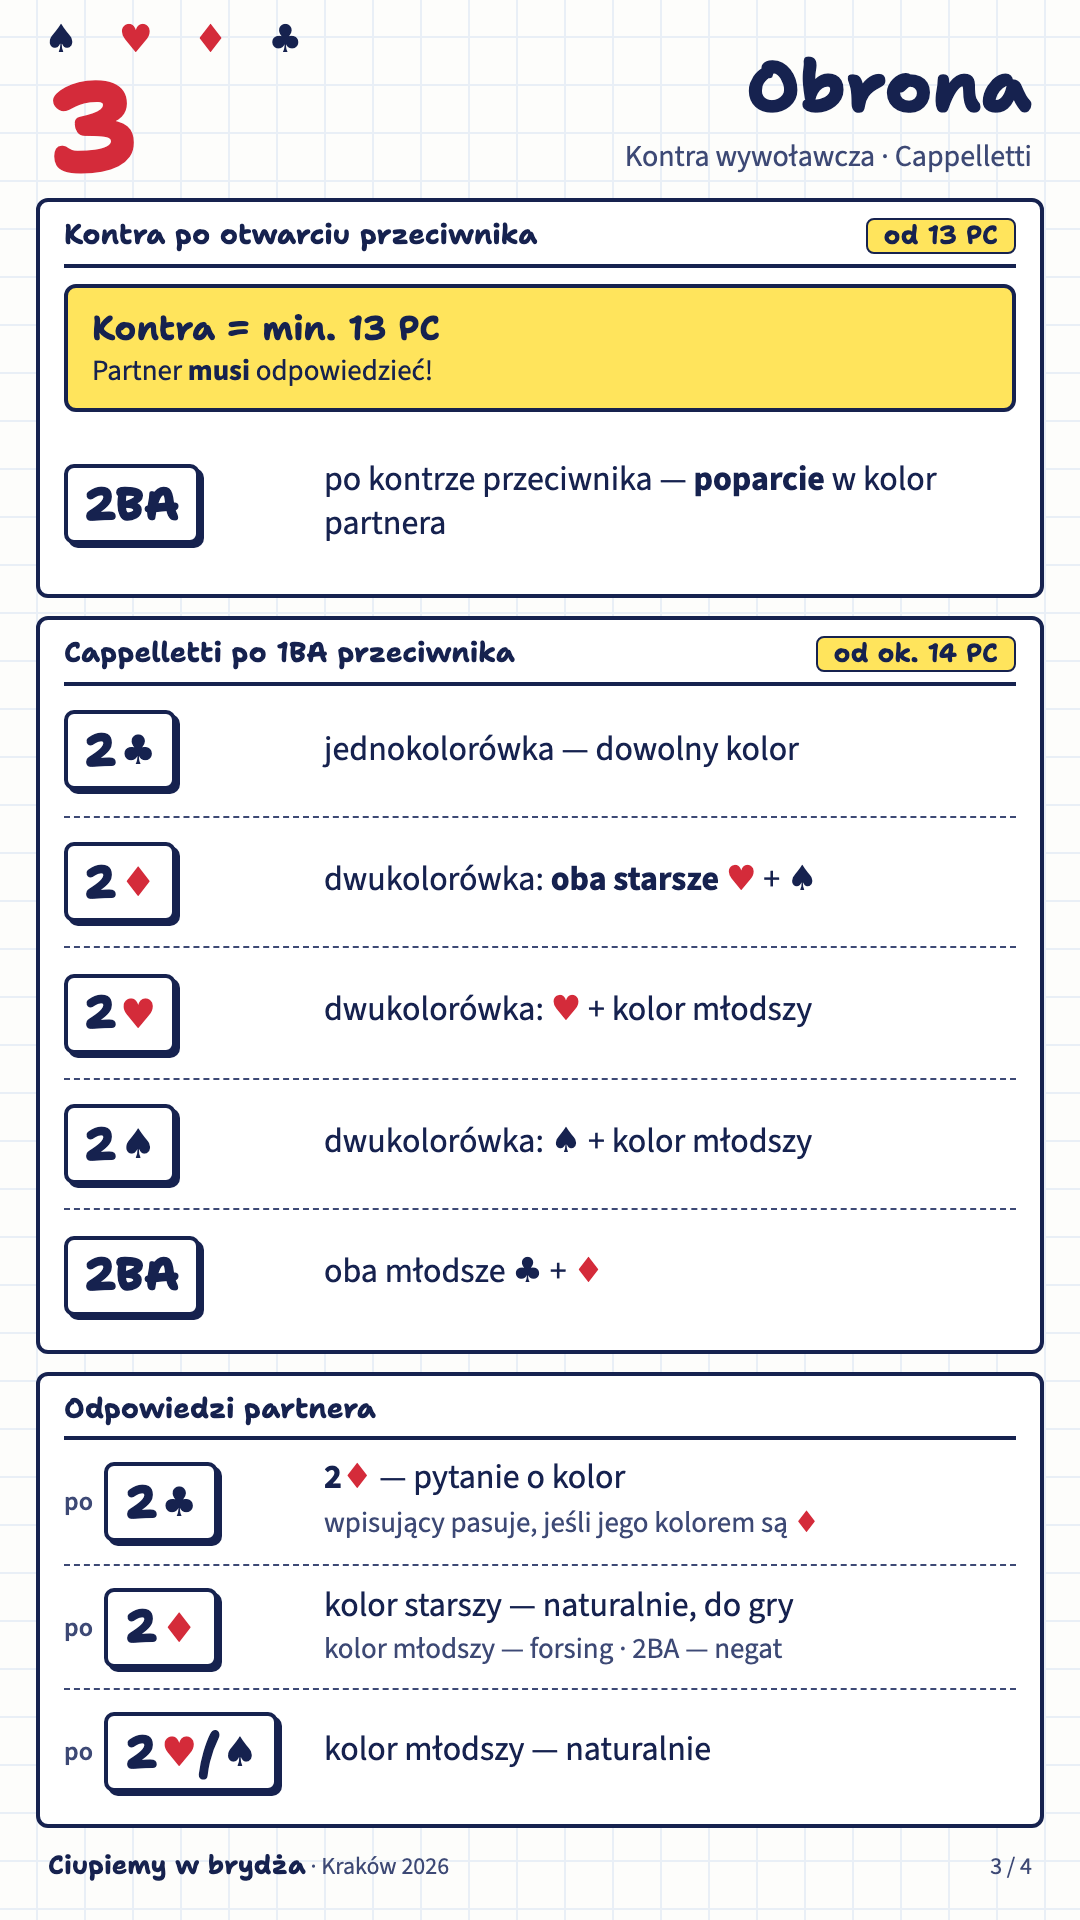 ♠ ♥ ♦ ♣
3
Obrona
Kontra wywoławcza · Cappelletti
Kontra po otwarciu przeciwnika
od 13 PC
Kontra = min. 13 PC
Partner musi odpowiedzieć!
2BA
po kontrze przeciwnika — poparcie w kolor
partnera
Cappelletti po 1BA przeciwnika
od ok. 14 PC
2♣
jednokolorówka — dowolny kolor
2♦
dwukolorówka: oba starsze ♥ + ♠
2♥
dwukolorówka: ♥ + kolor młodszy
2♠
dwukolorówka: ♠ + kolor młodszy
2BA
oba młodsze ♣ + ♦
Odpowiedzi partnera
po 2♣
2♦ — pytanie o kolor
wpisujący pasuje, jeśli jego kolorem są ♦
po 2♦
kolor starszy — naturalnie, do gry
kolor młodszy — forsing · 2BA — negat
po 2♥/♠
kolor młodszy — naturalnie
Ciupiemy w brydża · Kraków 2026
3 / 4